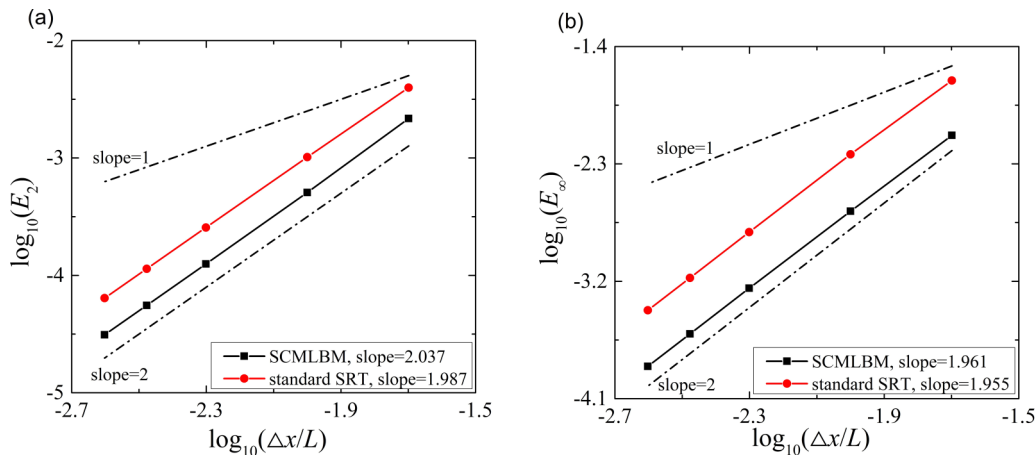 (a)
-2
-3
-4
-5
log10(E2)
slope=1
slope=2
SCMLBM, slope=2.037
standard SRT, slope=1.987
-2.7 -2.3 -1.9 -1.5
log10(△x/L)
(b)
-1.4
-2.3
-3.2
-4.1
log10(E∞)
slope=1
slope=2
SCMLBM, slope=1.961
standard SRT, slope=1.955
-2.7 -2.3 -1.9 -1.5
log10(△x/L)